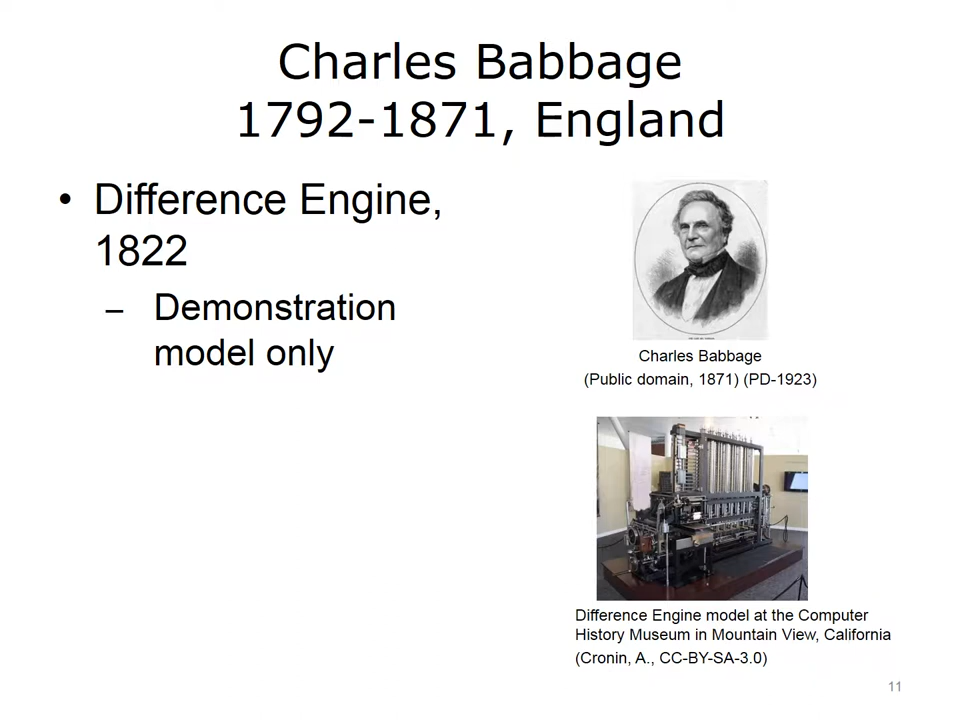 Charles Babbage
1792-1871, England
• Difference Engine,
1822
– Demonstration
model only
Charles Babbage
(Public domain, 1871) (PD-1923)
Difference Engine model at the Computer
History Museum in Mountain View, California
(Cronin, A., CC-BY-SA-3.0)
11